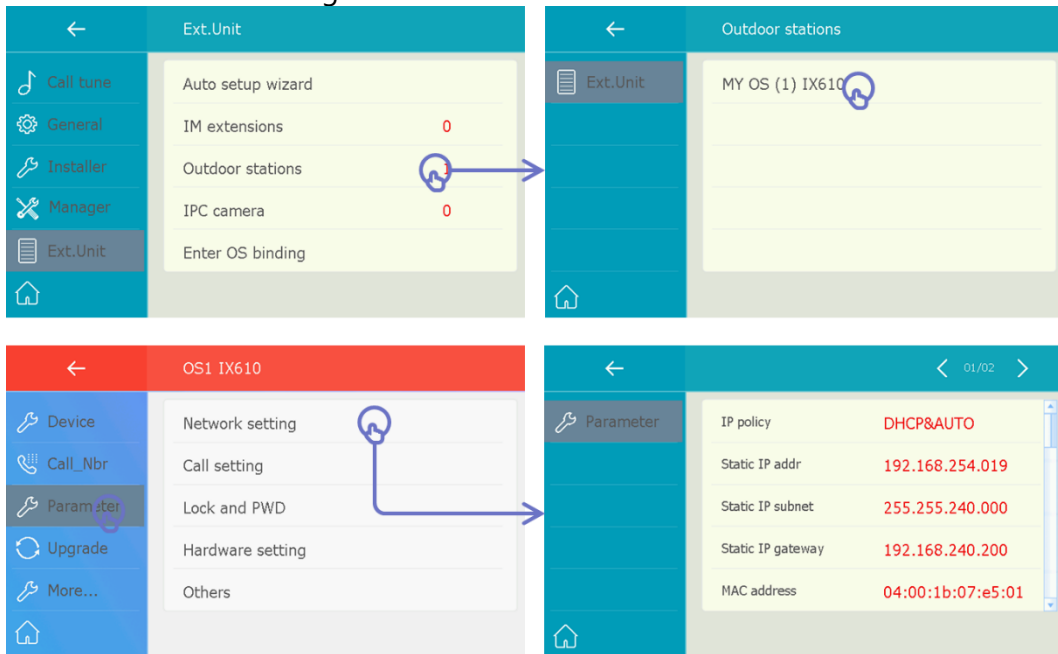 Ext.Unit
Call tune
General
Installer
Manager
Ext.Unit
Auto setup wizard
IM extensions 0
Outdoor stations 1
IPC camera 0
Enter OS binding
Outdoor stations
Ext.Unit
MY OS (1) IX610
OS1 IX610
Device
Call_Nbr
Parameter
Upgrade
More...
Network setting
Call setting
Lock and PWD
Hardware setting
Others
01/02
Parameter
IP policy DHCP&AUTO
Static IP addr 192.168.254.019
Static IP subnet 255.255.240.000
Static IP gateway 192.168.240.200
MAC address 04:00:1b:07:e5:01